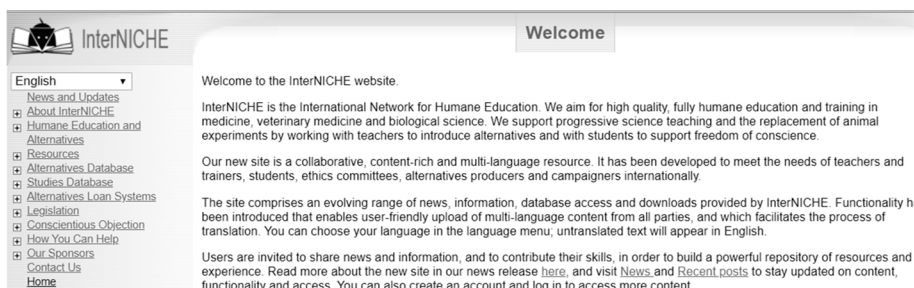 InterNICHE
Welcome
English
News and Updates
About InterNICHE
Humane Education and
Alternatives
Resources
Alternatives Database
Studies Database
Alternatives Loan Systems
Legislation
Conscientious Objection
How You Can Help
Our Sponsors
Contact Us
Home
Welcome to the InterNICHE website.
InterNICHE is the International Network for Humane Education. We aim for high quality, fully humane education and training in
medicine, veterinary medicine and biological science. We support progressive science teaching and the replacement of animal
experiments by working with teachers to introduce alternatives and with students to support freedom of conscience.
Our new site is a collaborative, content-rich and multi-language resource. It has been developed to meet the needs of teachers and
trainers, students, ethics committees, alternatives producers and campaigners internationally.
The site comprises an evolving range of news, information, database access and downloads provided by InterNICHE. Functionality h
been introduced that enables user-friendly upload of multi-language content from all parties, and which facilitates the process of
translation. You can choose your language in the language menu; untranslated text will appear in English.
Users are invited to share news and information, and to contribute their skills, in order to build a powerful repository of resources and
experience. Read more about the new site in our news release here, and visit News and Recent posts to stay updated on content,
functionality and access. You can also create an account and log in to access more content.